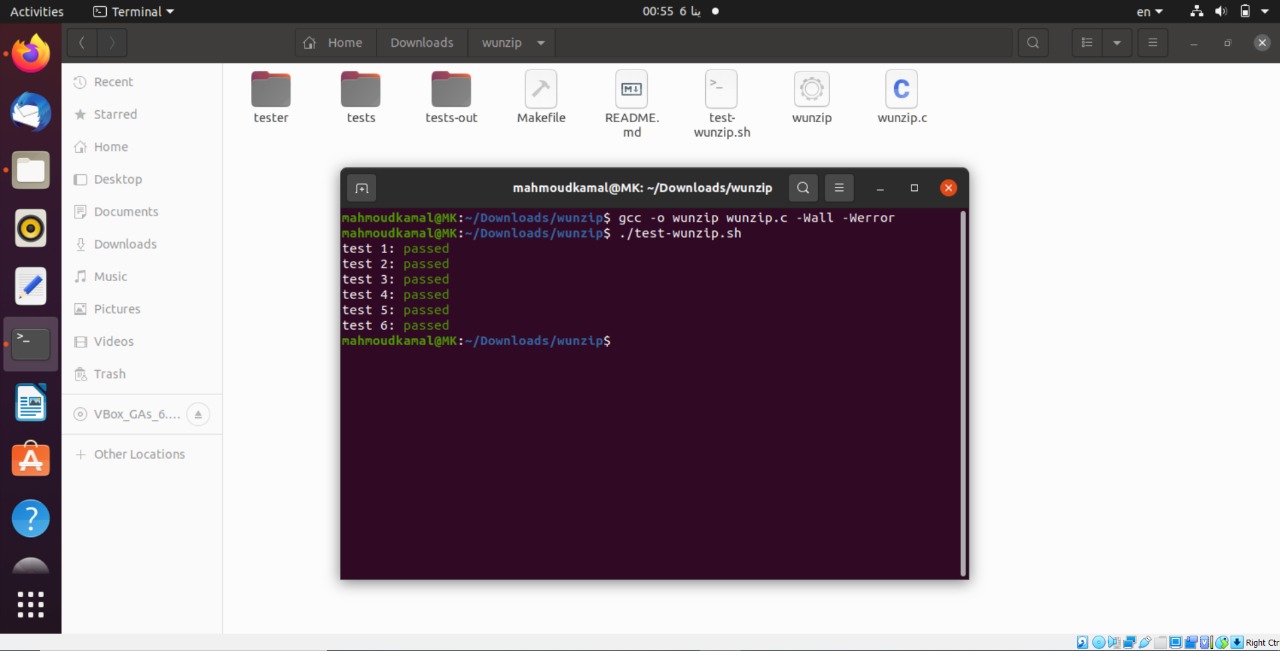 Activities
Terminal
00:55 6 ينا
en
Home
Downloads
wunzip
Recent
Starred
Home
Desktop
Documents
Downloads
Music
Pictures
Videos
Trash
VBox_GAs_6....
Other Locations
tester
tests
tests-out
Makefile
README.
md
test-
wunzip.sh
wunzip
wunzip.c
mahmoudkamal@MK: ~/Downloads/wunzip
mahmoudkamal@MK:~/Downloads/wunzip$ gcc -o wunzip wunzip.c -Wall -Werror
mahmoudkamal@MK:~/Downloads/wunzip$ ./test-wunzip.sh
test 1: passed
test 2: passed
test 3: passed
test 4: passed
test 5: passed
test 6: passed
mahmoudkamal@MK:~/Downloads/wunzip$
Right Ctr